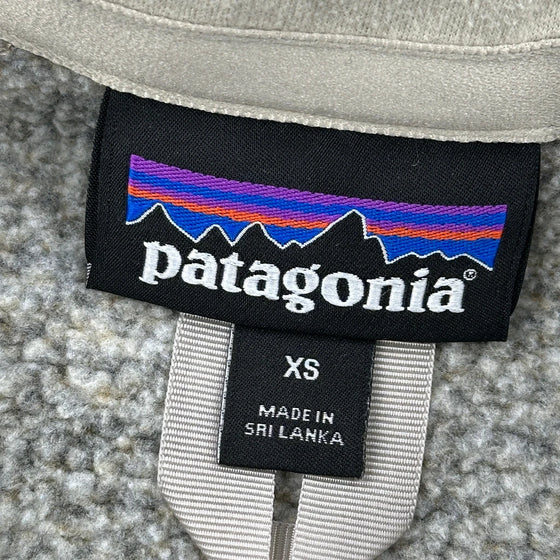 patagonia®
XS
MADE IN
SRI LANKA